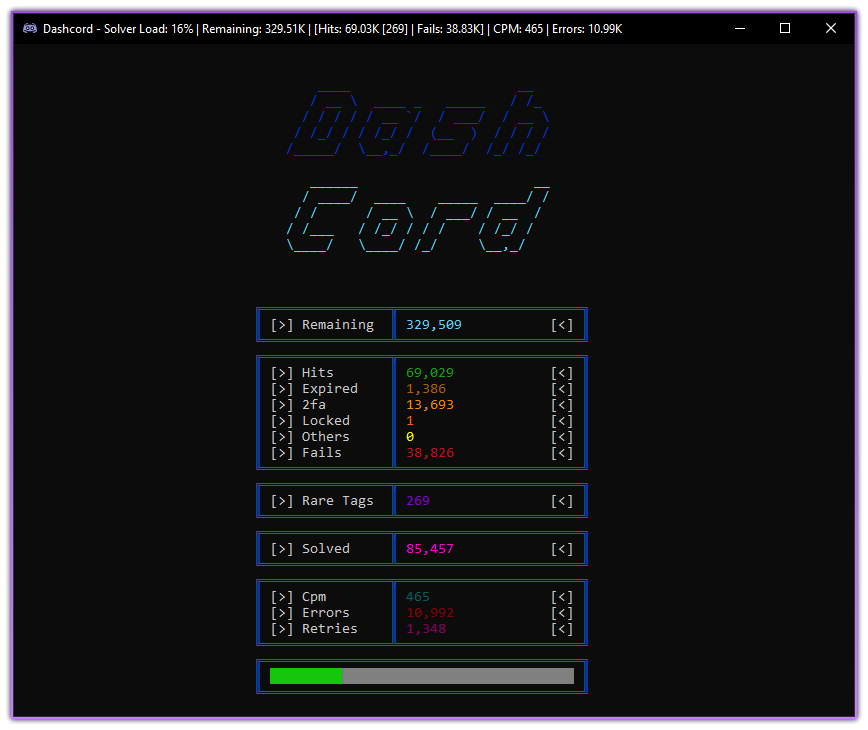 Dashcord - Solver Load: 16% | Remaining: 329.51K | [Hits: 69.03K [269] | Fails: 38.83K] | CPM: 465 | Errors: 10.99K
Dash
Cord
[>] Remaining 329,509 [<]
[>] Hits 69,029 [<]
[>] Expired 1,386 [<]
[>] 2fa 13,693 [<]
[>] Locked 1 [<]
[>] Others 0 [<]
[>] Fails 38,826 [<]
[>] Rare Tags 269 [<]
[>] Solved 85,457 [<]
[>] Cpm 465 [<]
[>] Errors 10,992 [<]
[>] Retries 1,348 [<]